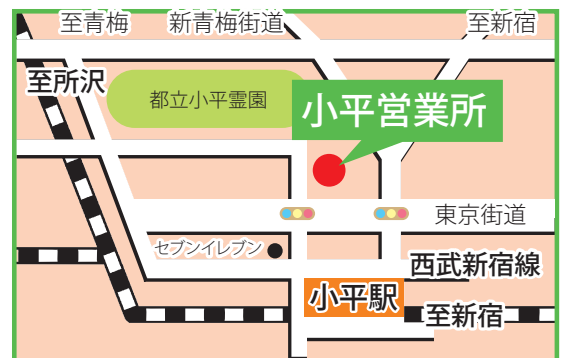 至青梅
新青梅街道
至新宿
至所沢
都立小平霊園
小平営業所
東京街道
セブンイレブン
西武新宿線
小平駅
至新宿